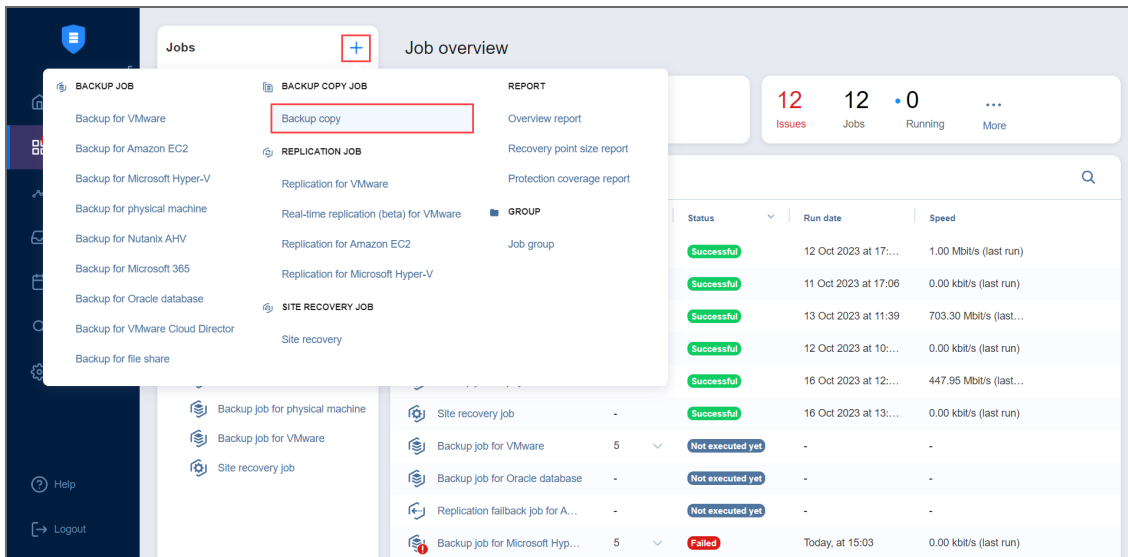 Jobs
+
Job overview
BACKUP JOB
Backup for VMware
Backup for Amazon EC2
Backup for Microsoft Hyper-V
Backup for physical machine
Backup for Nutanix AHV
Backup for Microsoft 365
Backup for Oracle database
Backup for VMware Cloud Director
Backup for file share
BACKUP COPY JOB
Backup copy
REPLICATION JOB
Replication for VMware
Real-time replication (beta) for VMware
Replication for Amazon EC2
Replication for Microsoft Hyper-V
SITE RECOVERY JOB
Site recovery
REPORT
Overview report
Recovery point size report
Protection coverage report
GROUP
Job group
12 12 0 ...
Issues Jobs Running More
Status Run date Speed
Successful 12 Oct 2023 at 17:... 1.00 Mbit/s (last run)
Successful 11 Oct 2023 at 17:06 0.00 kbit/s (last run)
Successful 13 Oct 2023 at 11:39 703.30 Mbit/s (last...
Successful 12 Oct 2023 at 10:... 0.00 kbit/s (last run)
Successful 16 Oct 2023 at 12:... 447.95 Mbit/s (last...
Site recovery job - Successful 16 Oct 2023 at 13:... 0.00 kbit/s (last run)
Backup job for VMware 5 Not executed yet - -
Backup job for Oracle database - Not executed yet - -
Replication failback job for A... - Not executed yet - -
Backup job for Microsoft Hyp... 5 Failed Today, at 15:03 0.00 kbit/s (last run)
Backup job for physical machine
Backup job for VMware
Site recovery job
Help
Logout